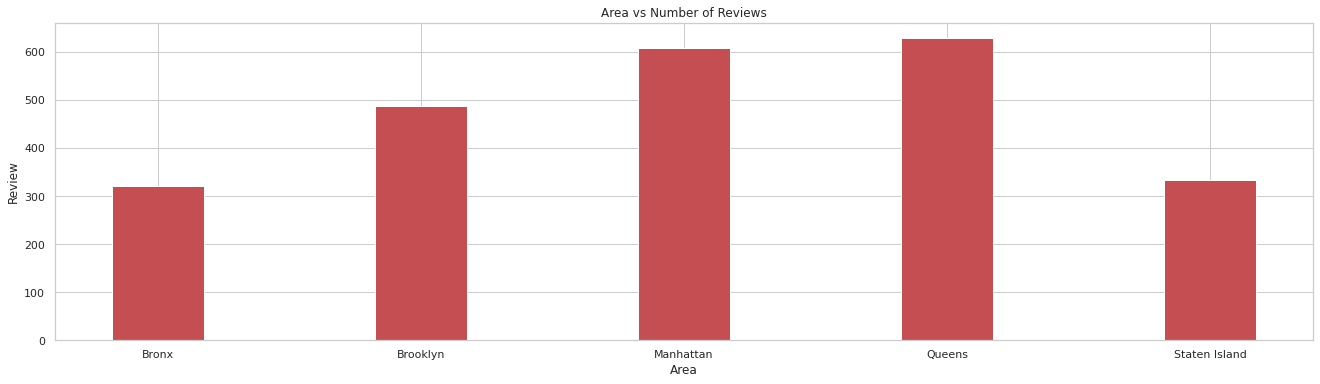 Area vs Number of Reviews
600
500
400
300
200
100
0
Review
Bronx
Brooklyn
Manhattan
Queens
Staten Island
Area